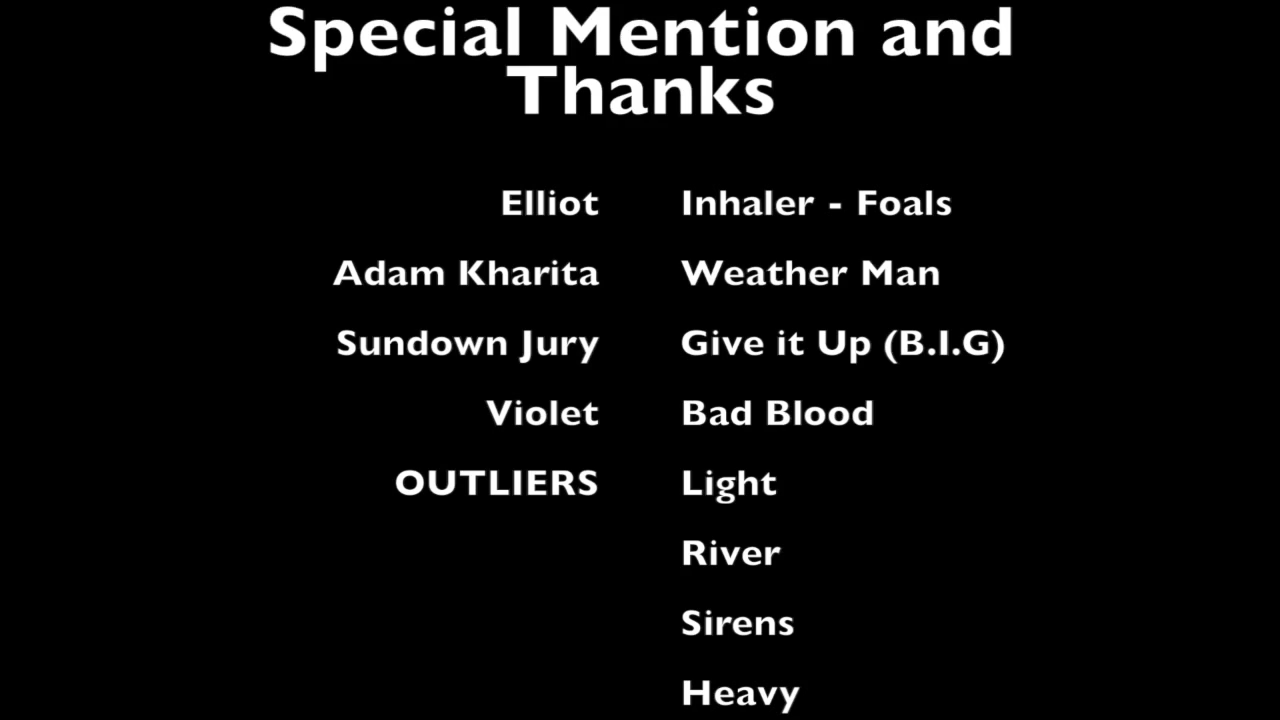 Special Mention and
Thanks
Elliot Inhaler - Foals
Adam Kharita Weather Man
Sundown Jury Give it Up (B.I.G)
Violet Bad Blood
OUTLIERS Light
River
Sirens
Heavy